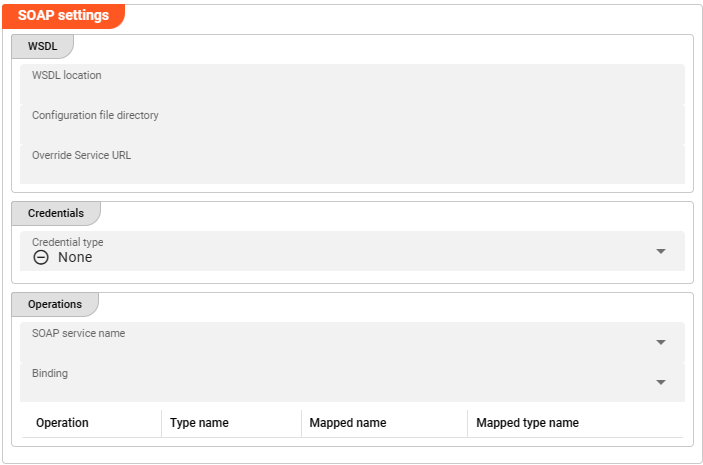 SOAP settings
WSDL
WSDL location
Configuration file directory
Override Service URL
Credentials
Credential type
None
Operations
SOAP service name
Binding
Operation Type name Mapped name Mapped type name